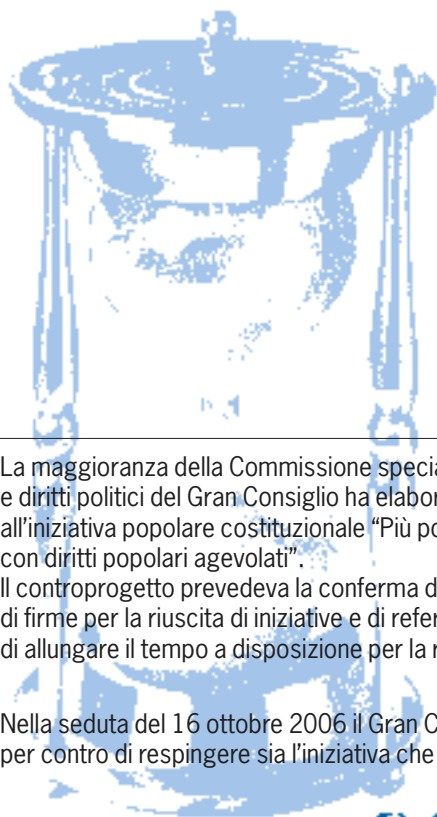 La maggioranza della Commissione special
e diritti politici del Gran Consiglio ha elabor
all'iniziativa popolare costituzionale “Più po
con diritti popolari agevolati”.
Il controprogetto prevedeva la conferma d
di firme per la riuscita di iniziative e di refer
di allungare il tempo a disposizione per la r
Nella seduta del 16 ottobre 2006 il Gran C
per contro di respingere sia l'iniziativa che